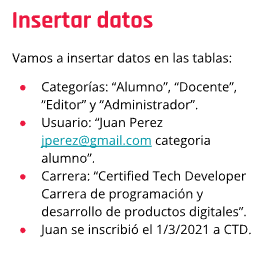 Insertar datos
Vamos a insertar datos en las tablas:
● Categorías: “Alumno”, “Docente”,
“Editor” y “Administrador”.
● Usuario: “Juan Perez
jperez@gmail.com categoria
alumno”.
● Carrera: “Certified Tech Developer
Carrera de programación y
desarrollo de productos digitales”.
● Juan se inscribió el 1/3/2021 a CTD.